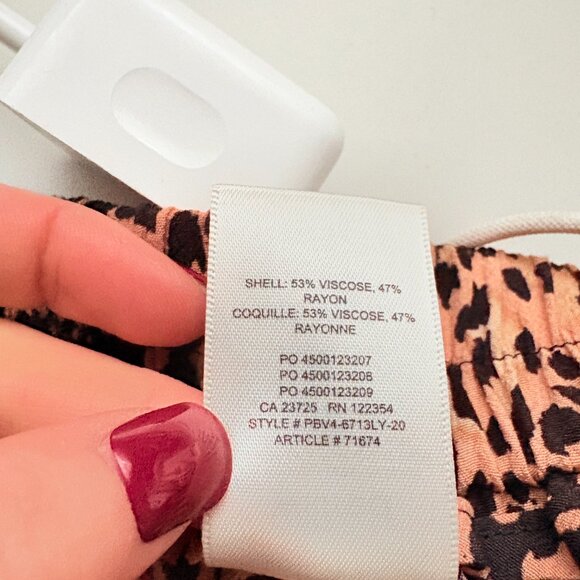 SHELL: 53% VISCOSE, 47%
RAYON
COQUILLE: 53% VISCOSE, 47%
RAYONNE
PO 4500123207
PO 4500123208
PO 4500123209
CA 23725 RN 122354
STYLE # PBV4-6713LY-20
ARTICLE # 71674